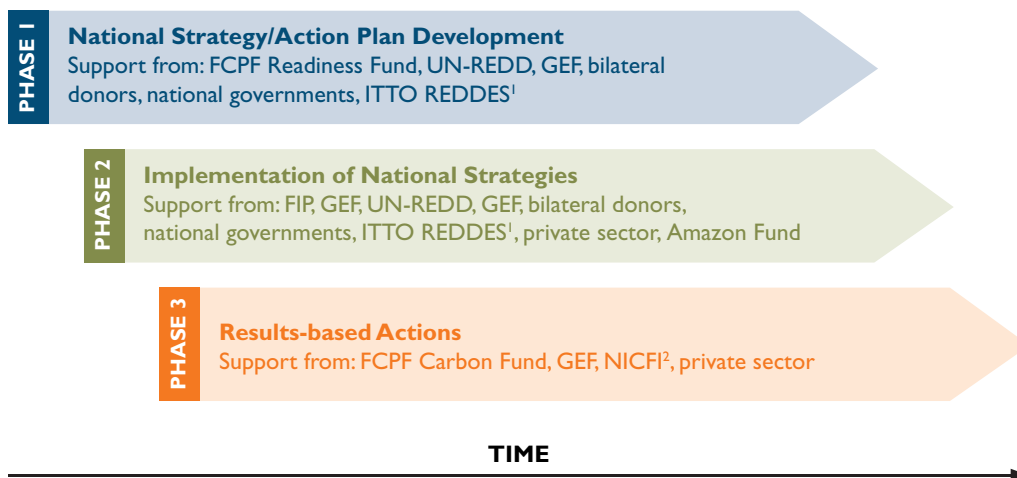 PHASE 1
National Strategy/Action Plan Development
Support from: FCPF Readiness Fund, UN-REDD, GEF, bilateral
donors, national governments, ITTO REDDES¹
PHASE 2
Implementation of National Strategies
Support from: FIP, GEF, UN-REDD, GEF, bilateral donors,
national governments, ITTO REDDES¹, private sector, Amazon Fund
PHASE 3
Results-based Actions
Support from: FCPF Carbon Fund, GEF, NICFI², private sector
TIME